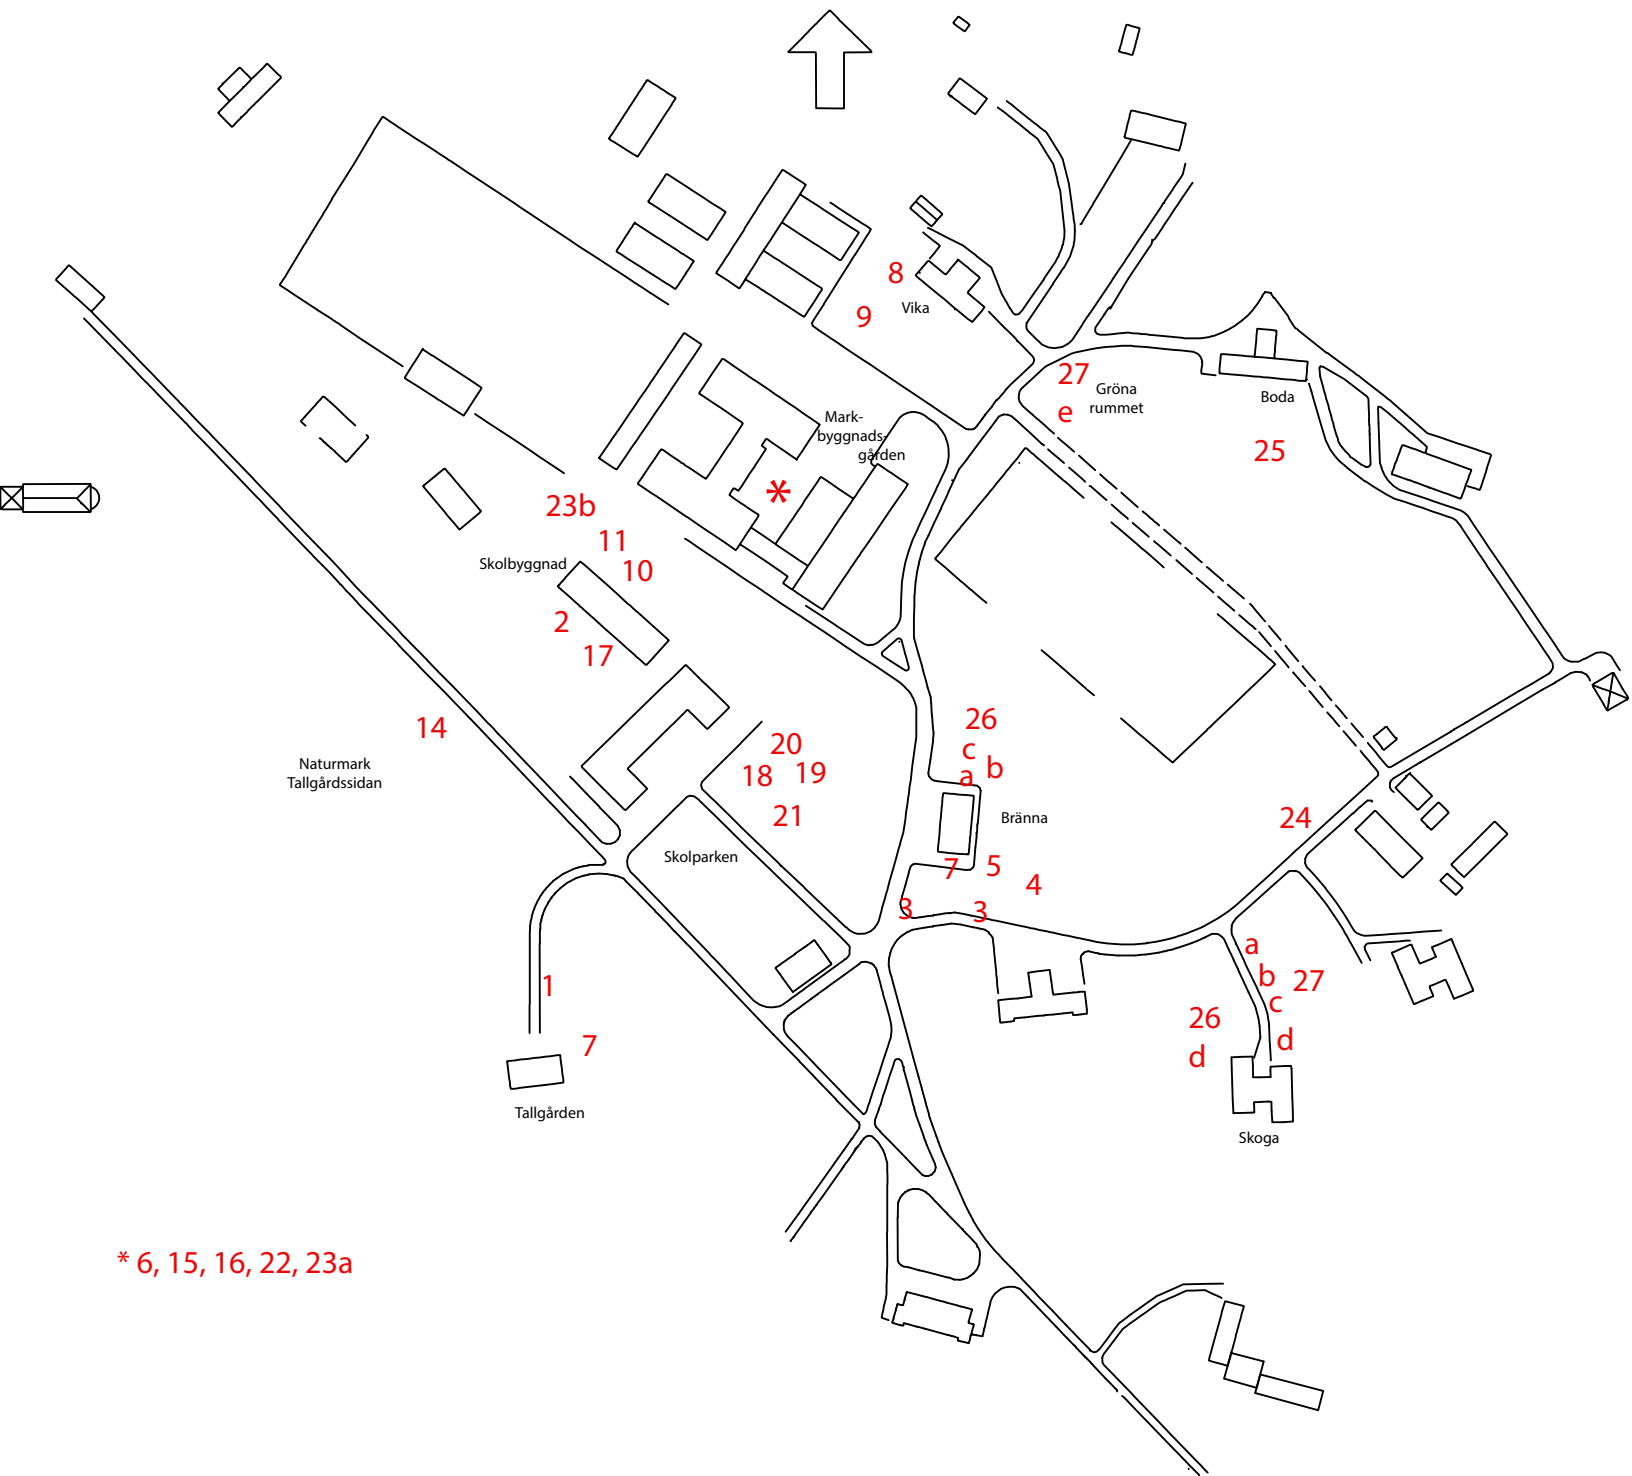 8
Vika
9
27
e
Gröna
rummet
Boda
25
Mark-
byggnads-
gården
*
23b
11
10
Skolbyggnad
2
17
14
Naturmark
Tallgårdssidan
20
18 19
21
Skolparken
26
c
a b
Bränna
7 5
4
3 3
24
a
b 27
c
d
26
d
Skoga
1
7
Tallgården
* 6, 15, 16, 22, 23a